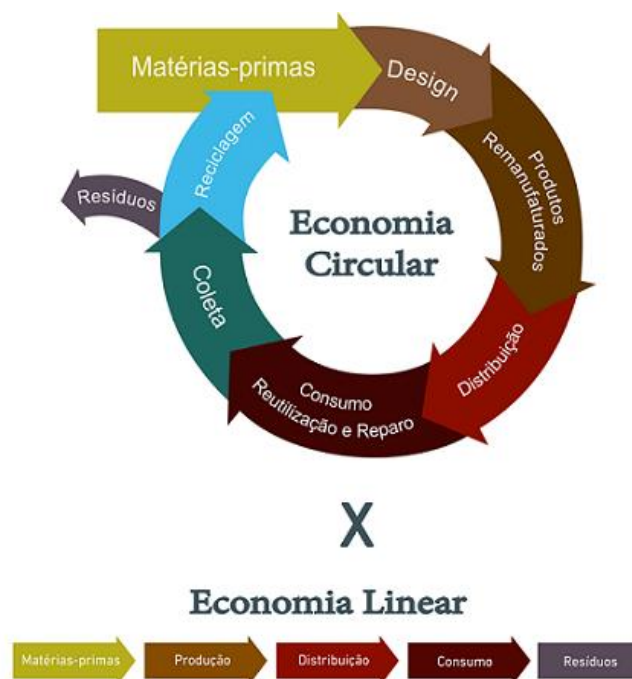 Matérias-primas
Design
Produtos
Remanufaturados
Distribuição
Consumo
Reutilização e Reparo
Coleta
Reciclagem
Resíduos
Economia
Circular
X
Economia Linear
Matérias-primas
Produção
Distribuição
Consumo
Resíduos